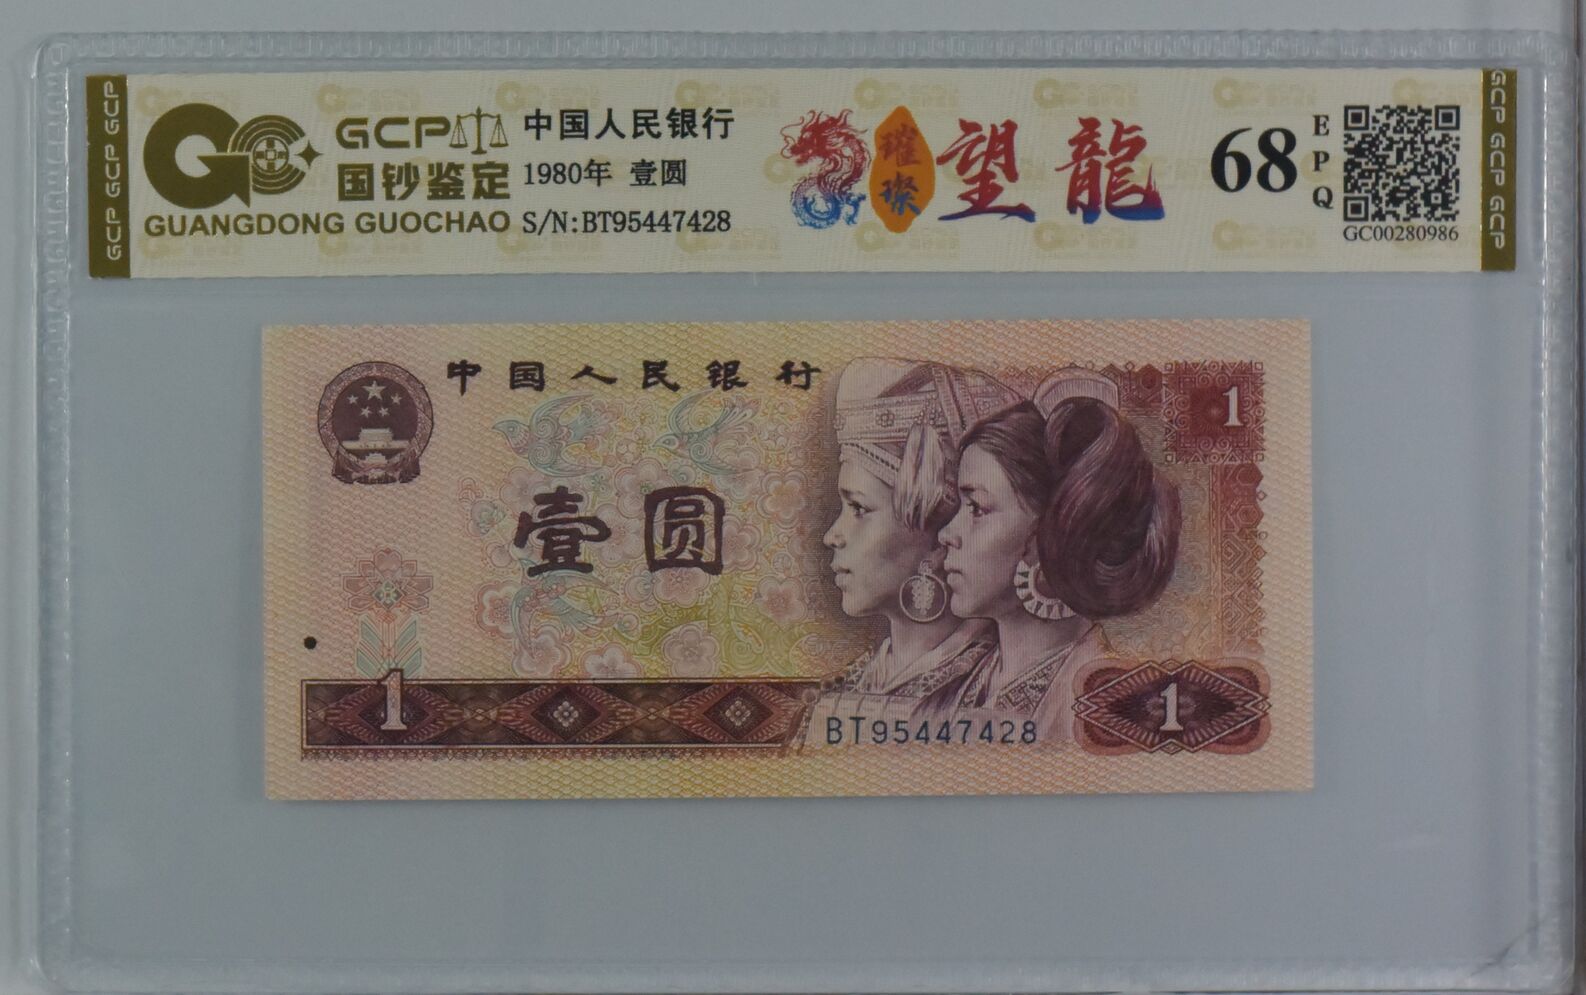 GCP GCP GCP
GCP
国钞鉴定
GUANGDONG GUOCHAO
中国人民银行
1980年 壹圆
S/N:BT95447428
璀璨
望龍
68
EPQ
GC00280986
GCP GCP GCP
中国人民银行
1
壹圆
1
BT95447428
1